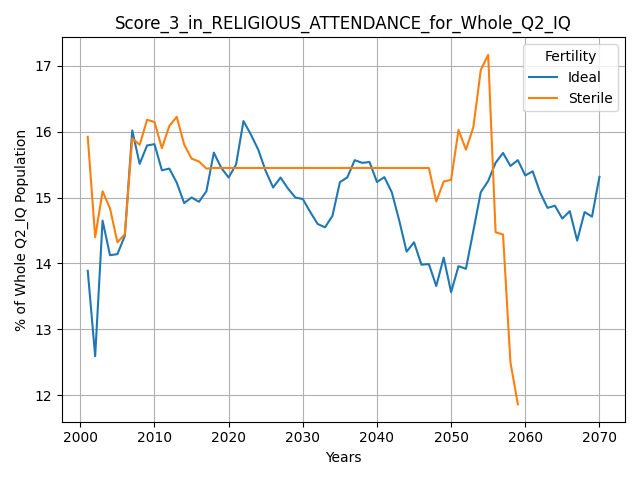 Score_3_in_RELIGIOUS_ATTENDANCE_for_Whole_Q2_IQ
Fertility
Ideal
Sterile
% of Whole Q2_IQ Population
17
16
15
14
13
12
2000 2010 2020 2030 2040 2050 2060 2070
Years